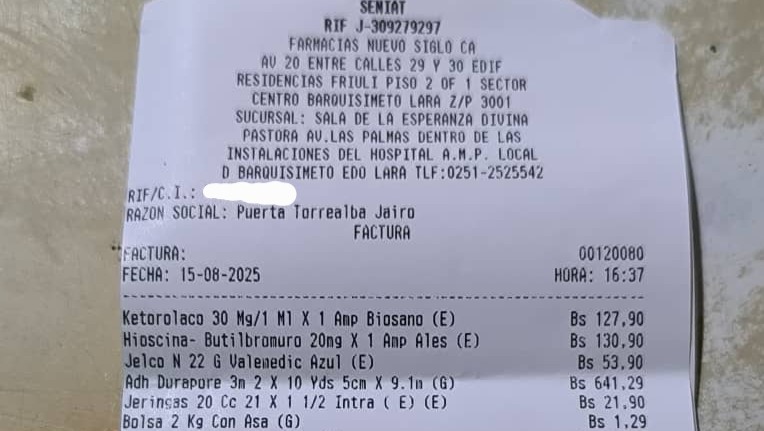 SENIAT
RIF J-309279297
FARMACIAS NUEVO SIGLO CA
AV 20 ENTRE CALLES 29 Y 30 EDIF
RESIDENCIAS FRIULI PISO 2 OF 1 SECTOR
CENTRO BARQUISIMETO LARA Z/P 3001
SUCURSAL: SALA DE LA ESPERANZA DIVINA
PASTORA AV.LAS PALMAS DENTRO DE LAS
INSTALACIONES DEL HOSPITAL A.M.P. LOCAL
D BARQUISIMETO EDO LARA TLF:0251-2525542
RIF/C.I.:
RAZON SOCIAL: Puerta Torrealba Jairo
FACTURA
FACTURA: 00120080
FECHA: 15-08-2025 HORA: 16:37
Ketorolaco 30 Mg/1 Ml X 1 Amp Biosano (E) Bs 127,90
Hioscina- Butilbromuro 20mg X 1 Amp Ales (E) Bs 130,90
Jelco N 22 G Valemedic Azul (E) Bs 53,90
Adh Durapore 3m 2 X 10 Yds 5cm X 9.1m (G) Bs 641,29
Jeringas 20 Cc 21 X 1 1/2 Intra ( E) (E) Bs 21,90
Bolsa 2 Kg Con Asa (G) Bs 1,29